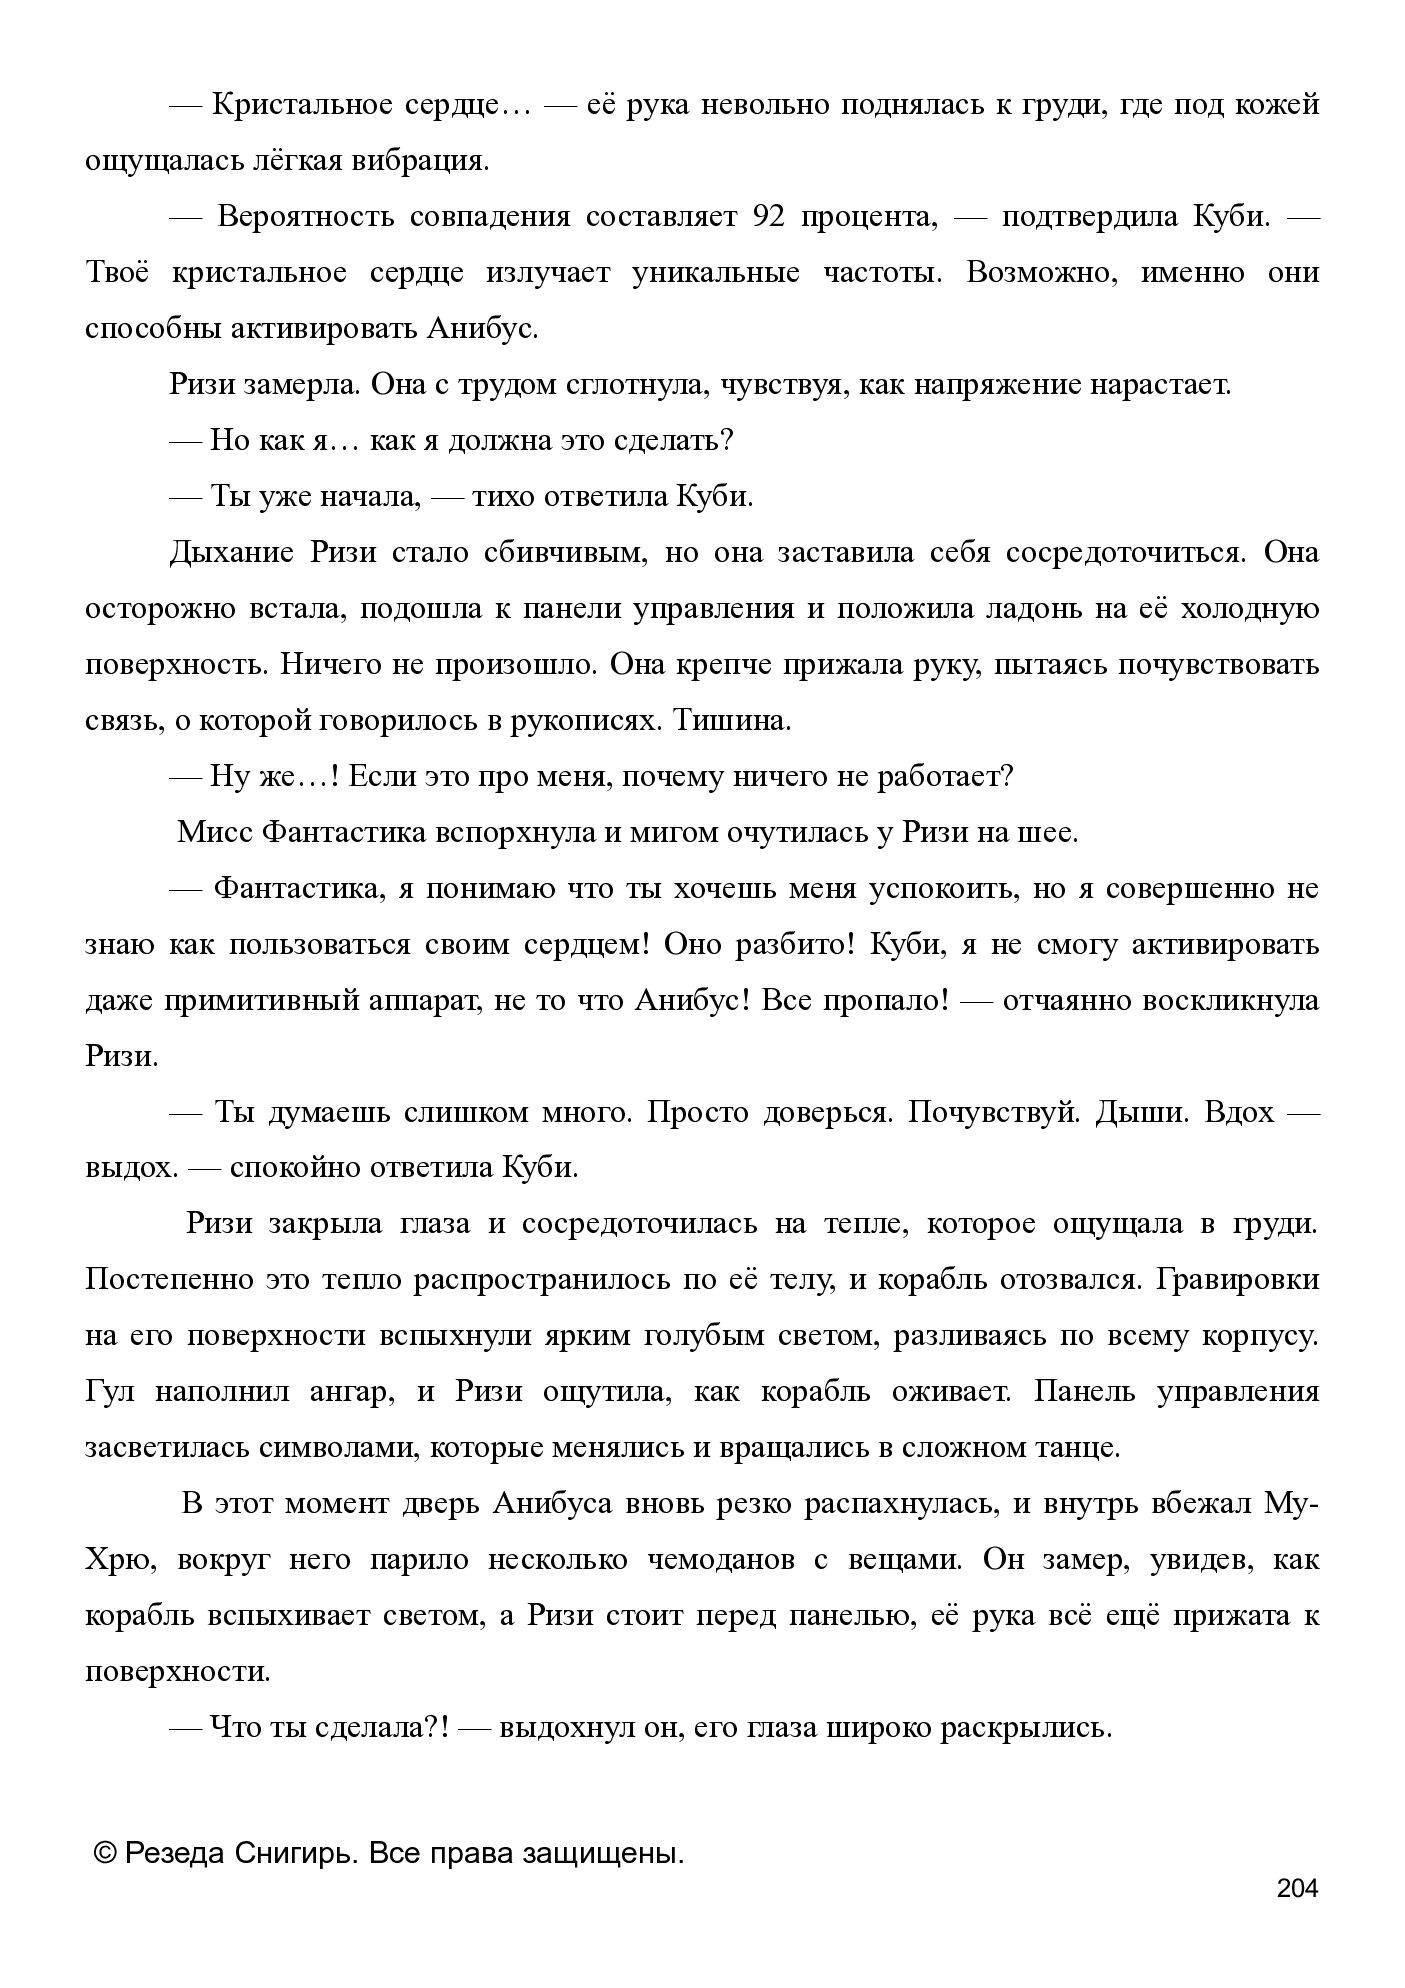 — Кристальное сердце… — её рука невольно поднялась к груди, где под кожей
ощущалась лёгкая вибрация.
— Вероятность совпадения составляет 92 процента, — подтвердила Куби. —
Твоё кристальное сердце излучает уникальные частоты. Возможно, именно они
способны активировать Анибус.
Ризи замерла. Она с трудом сглотнула, чувствуя, как напряжение нарастает.
— Но как я… как я должна это сделать?
— Ты уже начала, — тихо ответила Куби.
Дыхание Ризи стало сбивчивым, но она заставила себя сосредоточиться. Она
осторожно встала, подошла к панели управления и положила ладонь на её холодную
поверхность. Ничего не произошло. Она крепче прижала руку, пытаясь почувствовать
связь, о которой говорилось в рукописях. Тишина.
— Ну же…! Если это про меня, почему ничего не работает?
Мисс Фантастика вспорхнула и мигом очутилась у Ризи на шее.
— Фантастика, я понимаю что ты хочешь меня успокоить, но я совершенно не
знаю как пользоваться своим сердцем! Оно разбито! Куби, я не смогу активировать
даже примитивный аппарат, не то что Анибус! Все пропало! — отчаянно воскликнула
Ризи.
— Ты думаешь слишком много. Просто доверься. Почувствуй. Дыши. Вдох —
выдох. — спокойно ответила Куби.
Ризи закрыла глаза и сосредоточилась на тепле, которое ощущала в груди.
Постепенно это тепло распространилось по её телу, и корабль отозвался. Гравировки
на его поверхности вспыхнули ярким голубым светом, разливаясь по всему корпусу.
Гул наполнил ангар, и Ризи ощутила, как корабль оживает. Панель управления
засветилась символами, которые менялись и вращались в сложном танце.
В этот момент дверь Анибуса вновь резко распахнулась, и внутрь вбежал Му-
Хрю, вокруг него парило несколько чемоданов с вещами. Он замер, увидев, как
корабль вспыхивает светом, а Ризи стоит перед панелью, её рука всё ещё прижата к
поверхности.
— Что ты сделала?! — выдохнул он, его глаза широко раскрылись.
© Резеда Снигирь. Все права защищены.
204